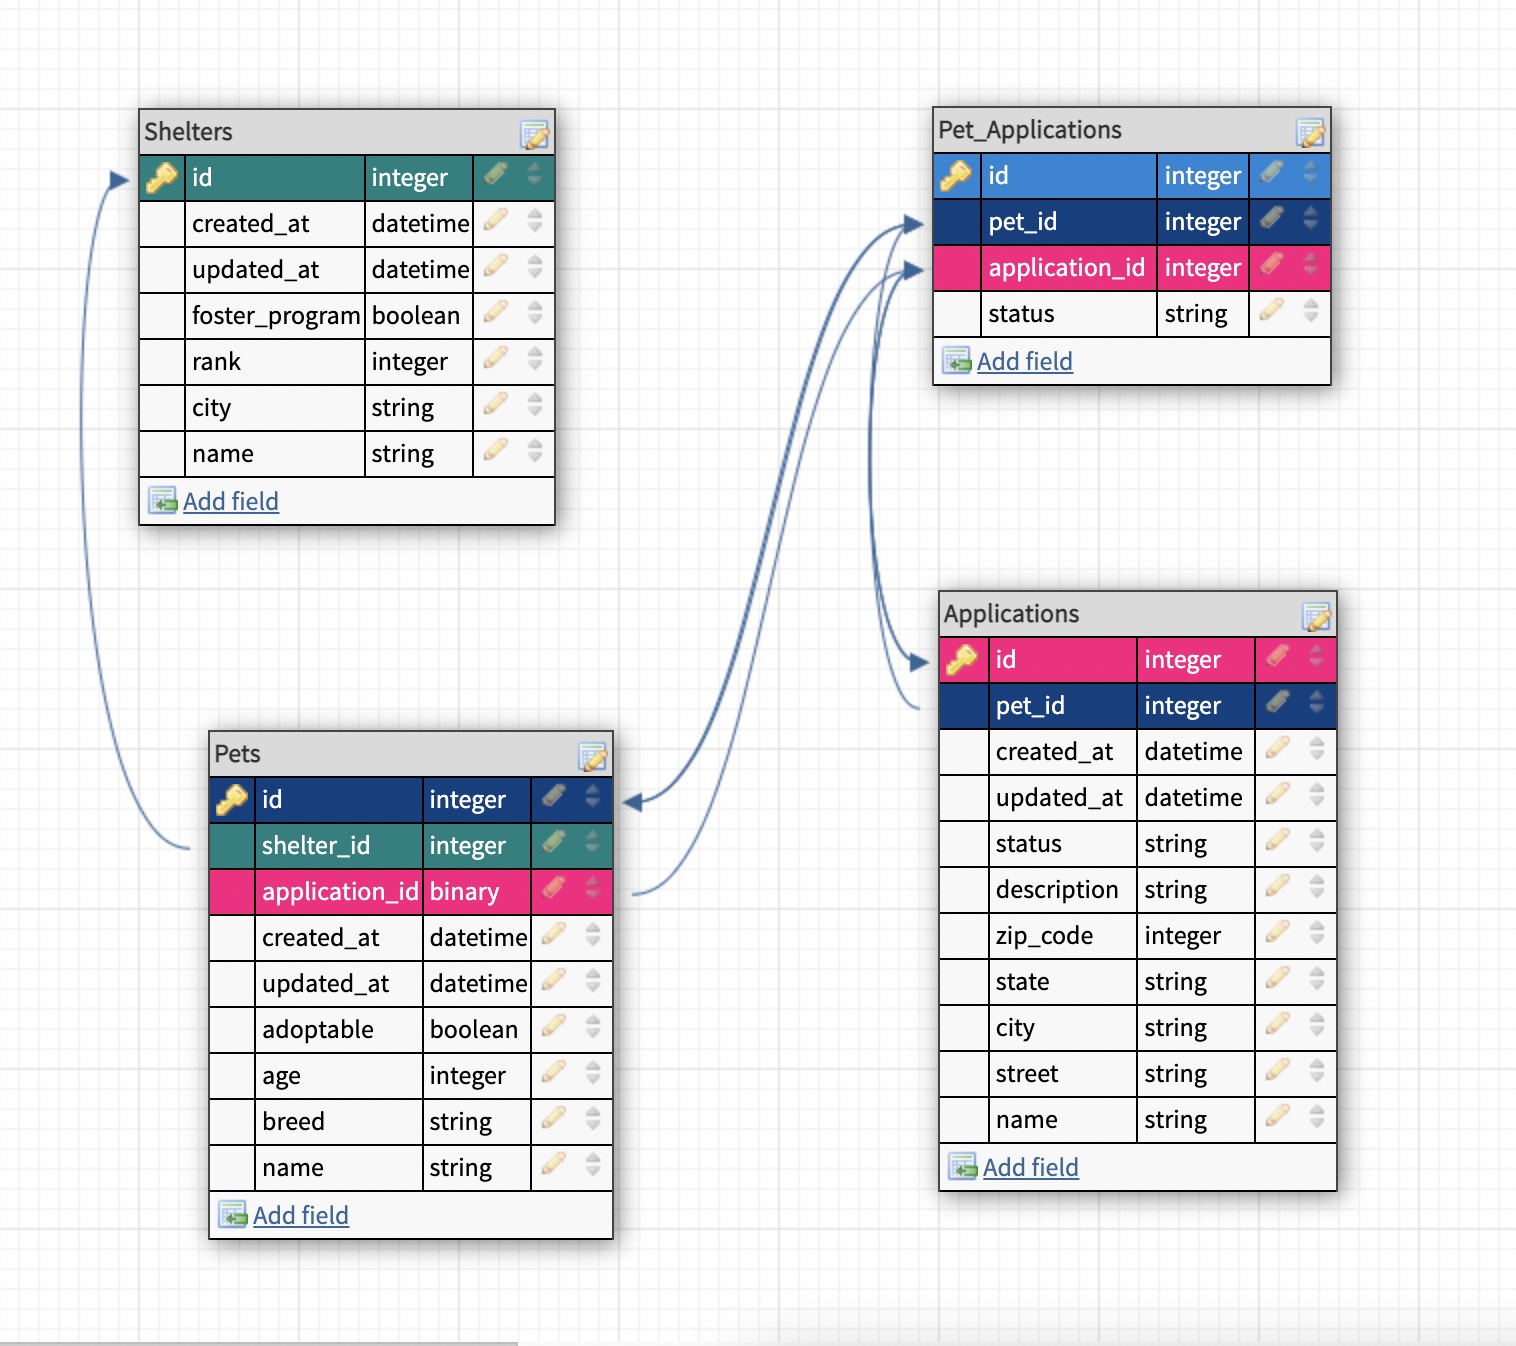 Shelters
id integer
created_at datetime
updated_at datetime
foster_program boolean
rank integer
city string
name string
Add field
Pet_Applications
id integer
pet_id integer
application_id integer
status string
Add field
Pets
id integer
shelter_id integer
application_id binary
created_at datetime
updated_at datetime
adoptable boolean
age integer
breed string
name string
Add field
Applications
id integer
pet_id integer
created_at datetime
updated_at datetime
status string
description string
zip_code integer
state string
city string
street string
name string
Add field